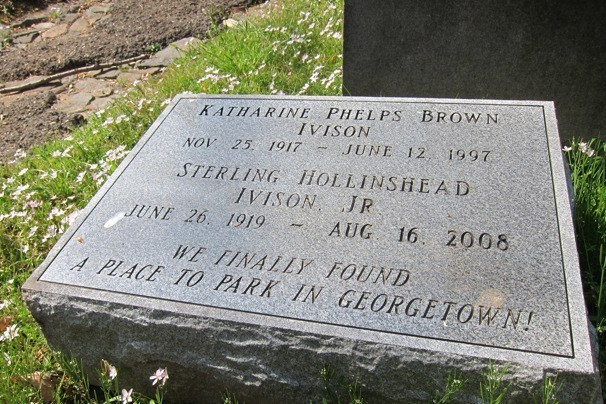 KATHARINE PHELPS BROWN
IVISON
NOV. 25. 1917 – JUNE 12, 1997
STERLING HOLLINSHEAD
IVISON, JR
JUNE 26. 1919 – AUG 16, 2008
WE FINALLY FOUND
A PLACE TO PARK IN GEORGETOWN!